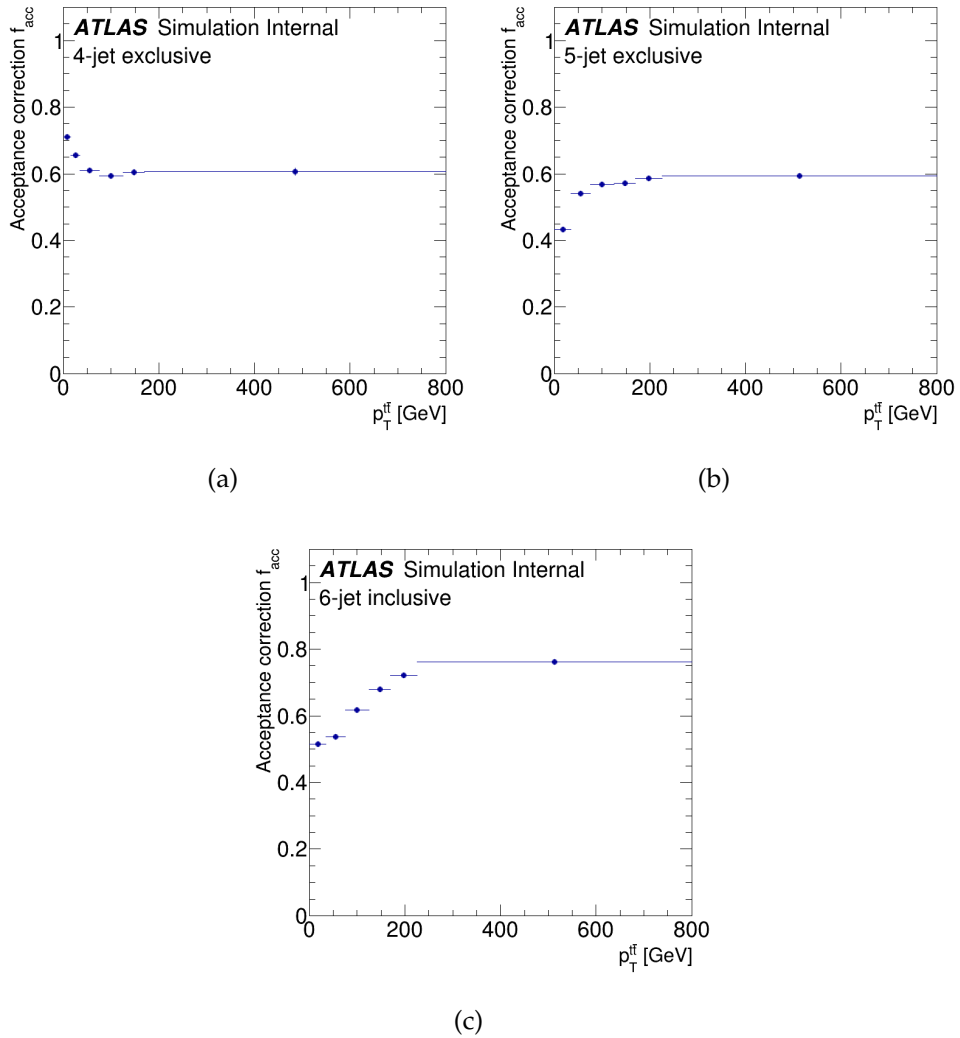 ATLAS Simulation Internal
4-jet exclusive
Acceptance correction f_acc
1
0.8
0.6
0.4
0.2
0
0 200 400 600 800
p_T^{tt̄} [GeV]
(a)
ATLAS Simulation Internal
5-jet exclusive
Acceptance correction f_acc
1
0.8
0.6
0.4
0.2
0
0 200 400 600 800
p_T^{tt̄} [GeV]
(b)
ATLAS Simulation Internal
6-jet inclusive
Acceptance correction f_acc
1
0.8
0.6
0.4
0.2
0
0 200 400 600 800
p_T^{tt̄} [GeV]
(c)